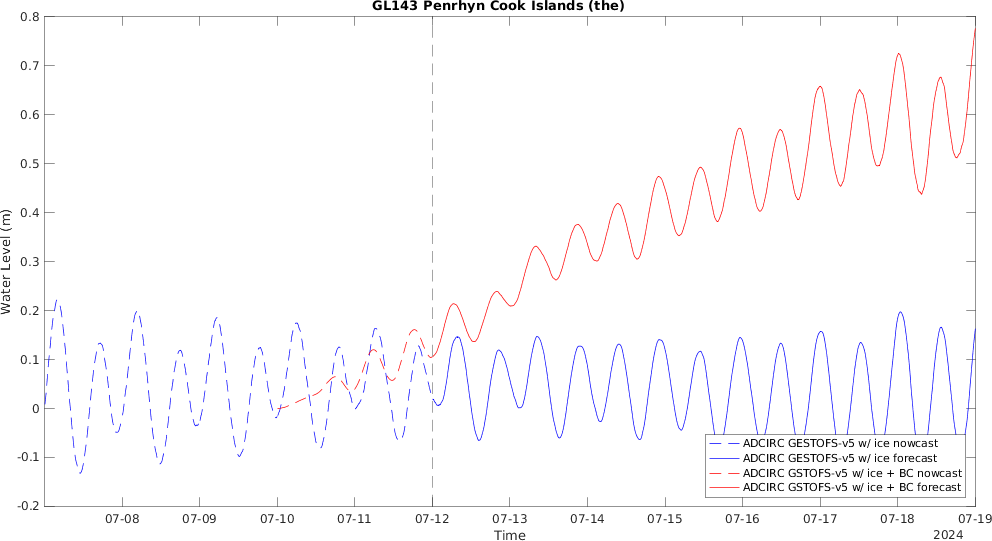 GL143 Penrhyn Cook Islands (the)
0.8
0.7
0.6
0.5
0.4
0.3
0.2
0.1
0
-0.1
-0.2
Water Level (m)
ADCIRC GESTOFS-v5 w/ ice nowcast
ADCIRC GESTOFS-v5 w/ ice forecast
ADCIRC GSTOFS-v5 w/ ice + BC nowcast
ADCIRC GSTOFS-v5 w/ ice + BC forecast
07-08 07-09 07-10 07-11 07-12 07-13 07-14 07-15 07-16 07-17 07-18 07-19
Time
2024